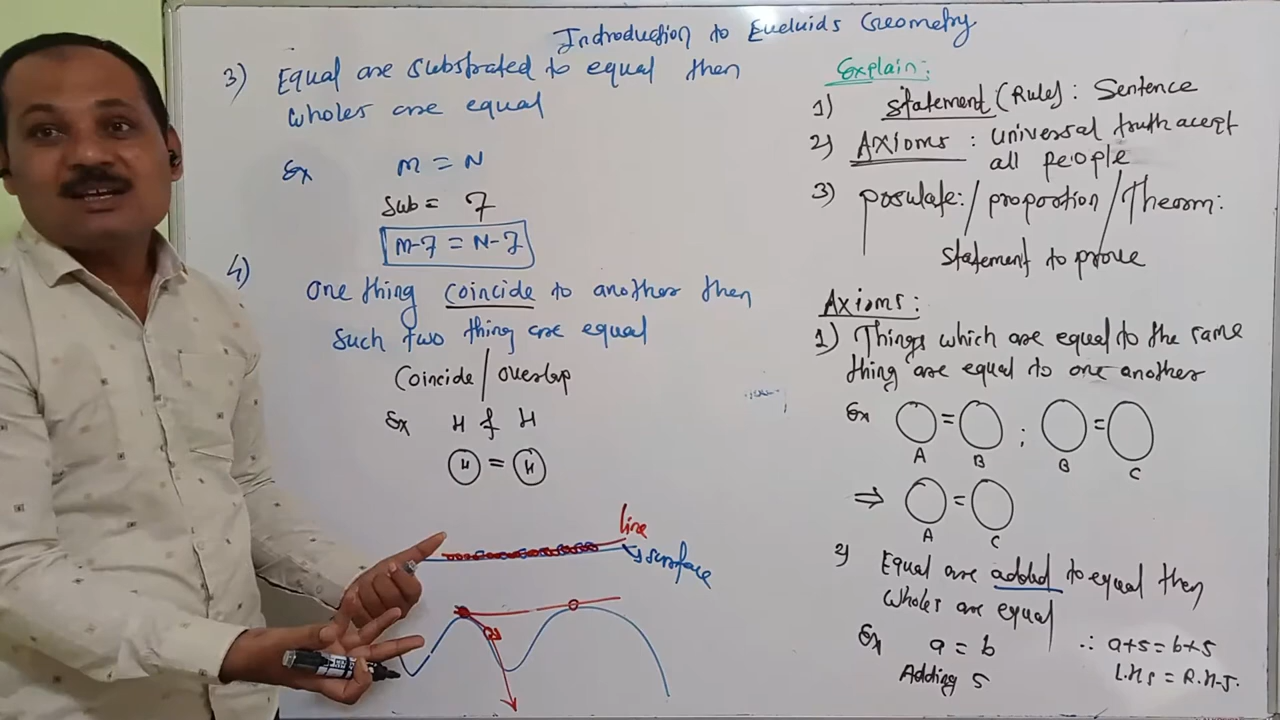 Introduction to Eucluids Geometry
3) Equal are substrated to equal then
wholes are equal
Ex M = N
Sub = 7
M-7 = N-7
4)
One thing coincide to another then
Such two thing are equal
Coincide / overlap
Ex H & H
H = H
line
surface
Explain:
1) statement (Rule) : Sentence
2) Axioms : universal truth accept
all people
3) posulate: / proportion / Theorm:
statement to prove
Axioms:
1) Things which are equal to the same
thing are equal to one another
Ex A = B ; B = C
⇒ A = C
2) Equal are added to equal then
wholes are equal
Ex a = b ∴ a+5 = b+5
Adding 5 L.H.S = R.H.S.